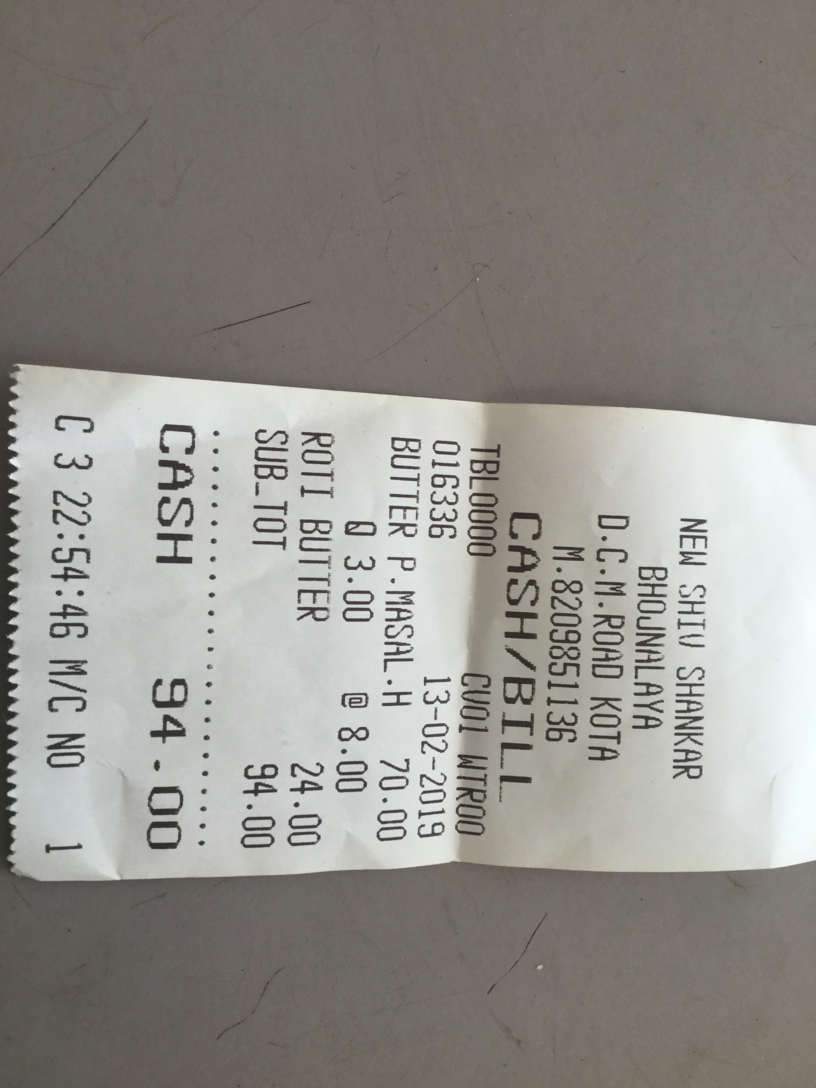 NEW SHIV SHANKAR
BHOJNALAYA
D.C.M.ROAD KOTA
M.8209851136
CASH/BILL
TBL0000 CV01 WTR00
016336 13-02-2019
BUTTER P.MASAL.H 70.00
Q 3.00 @ 8.00
ROTI BUTTER 24.00
SUB_TOT 94.00
CASH 94.00
C 3 22:54:46 M/C NO 1